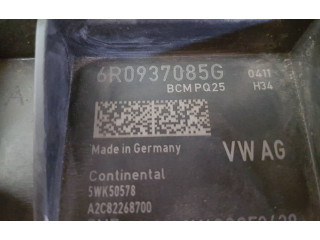 6R0937085G 0411
BCM PQ25 H34
Made in Germany VW AG
Continental
5WK50578
A2C82268700